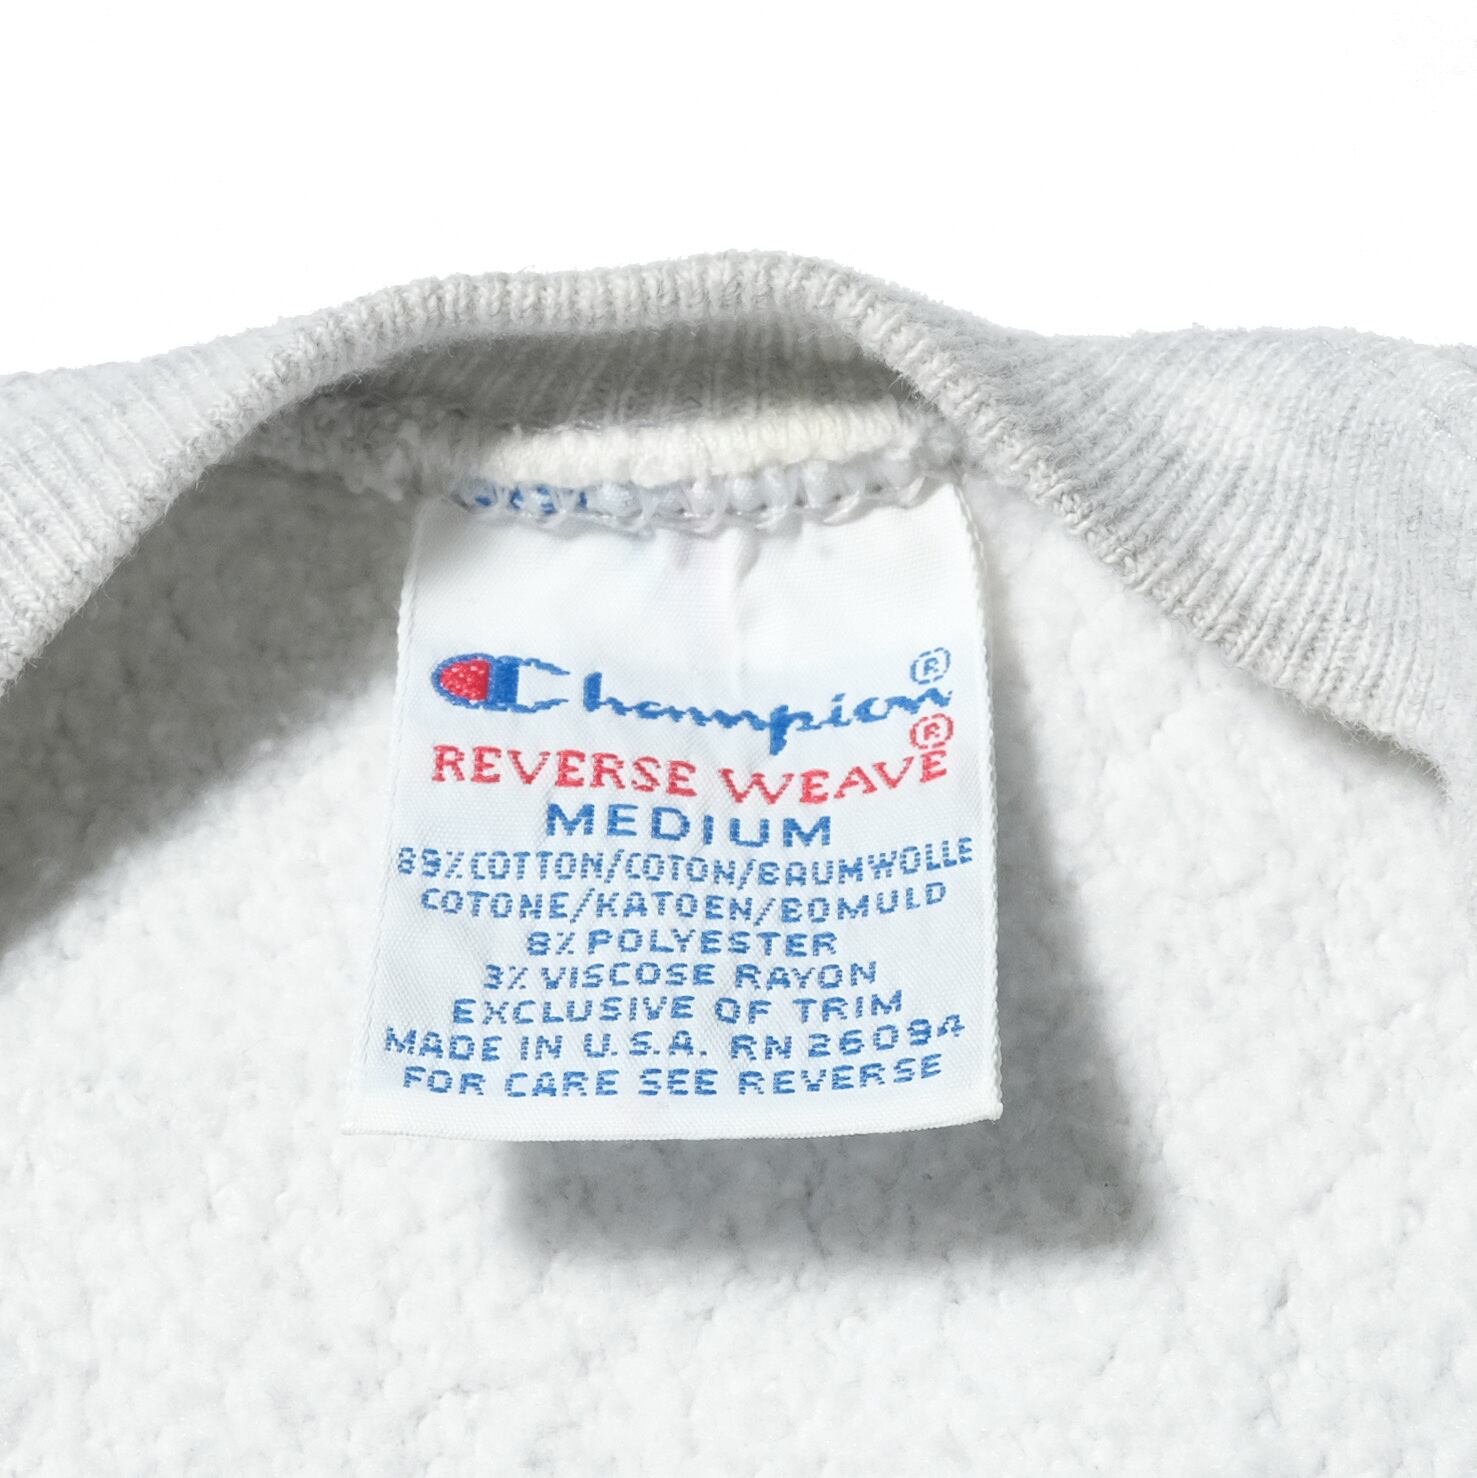 Champion®
REVERSE WEAVE®
MEDIUM
89% COTTON/COTON/BAUMWOLLE
COTONE/KATOEN/BOMULD
8% POLYESTER
3% VISCOSE RAYON
EXCLUSIVE OF TRIM
MADE IN U.S.A. RN 26094
FOR CARE SEE REVERSE